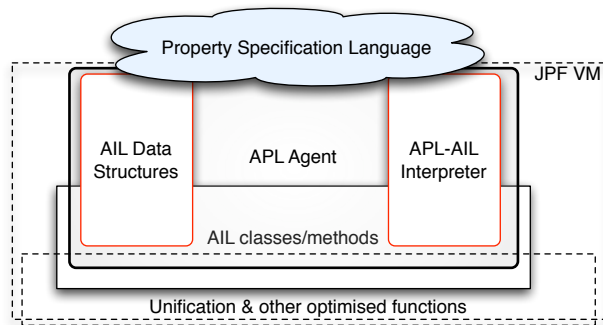 Property Specification Language
JPF VM
AIL Data
Structures
APL Agent
APL-AIL
Interpreter
AIL classes/methods
Unification & other optimised functions